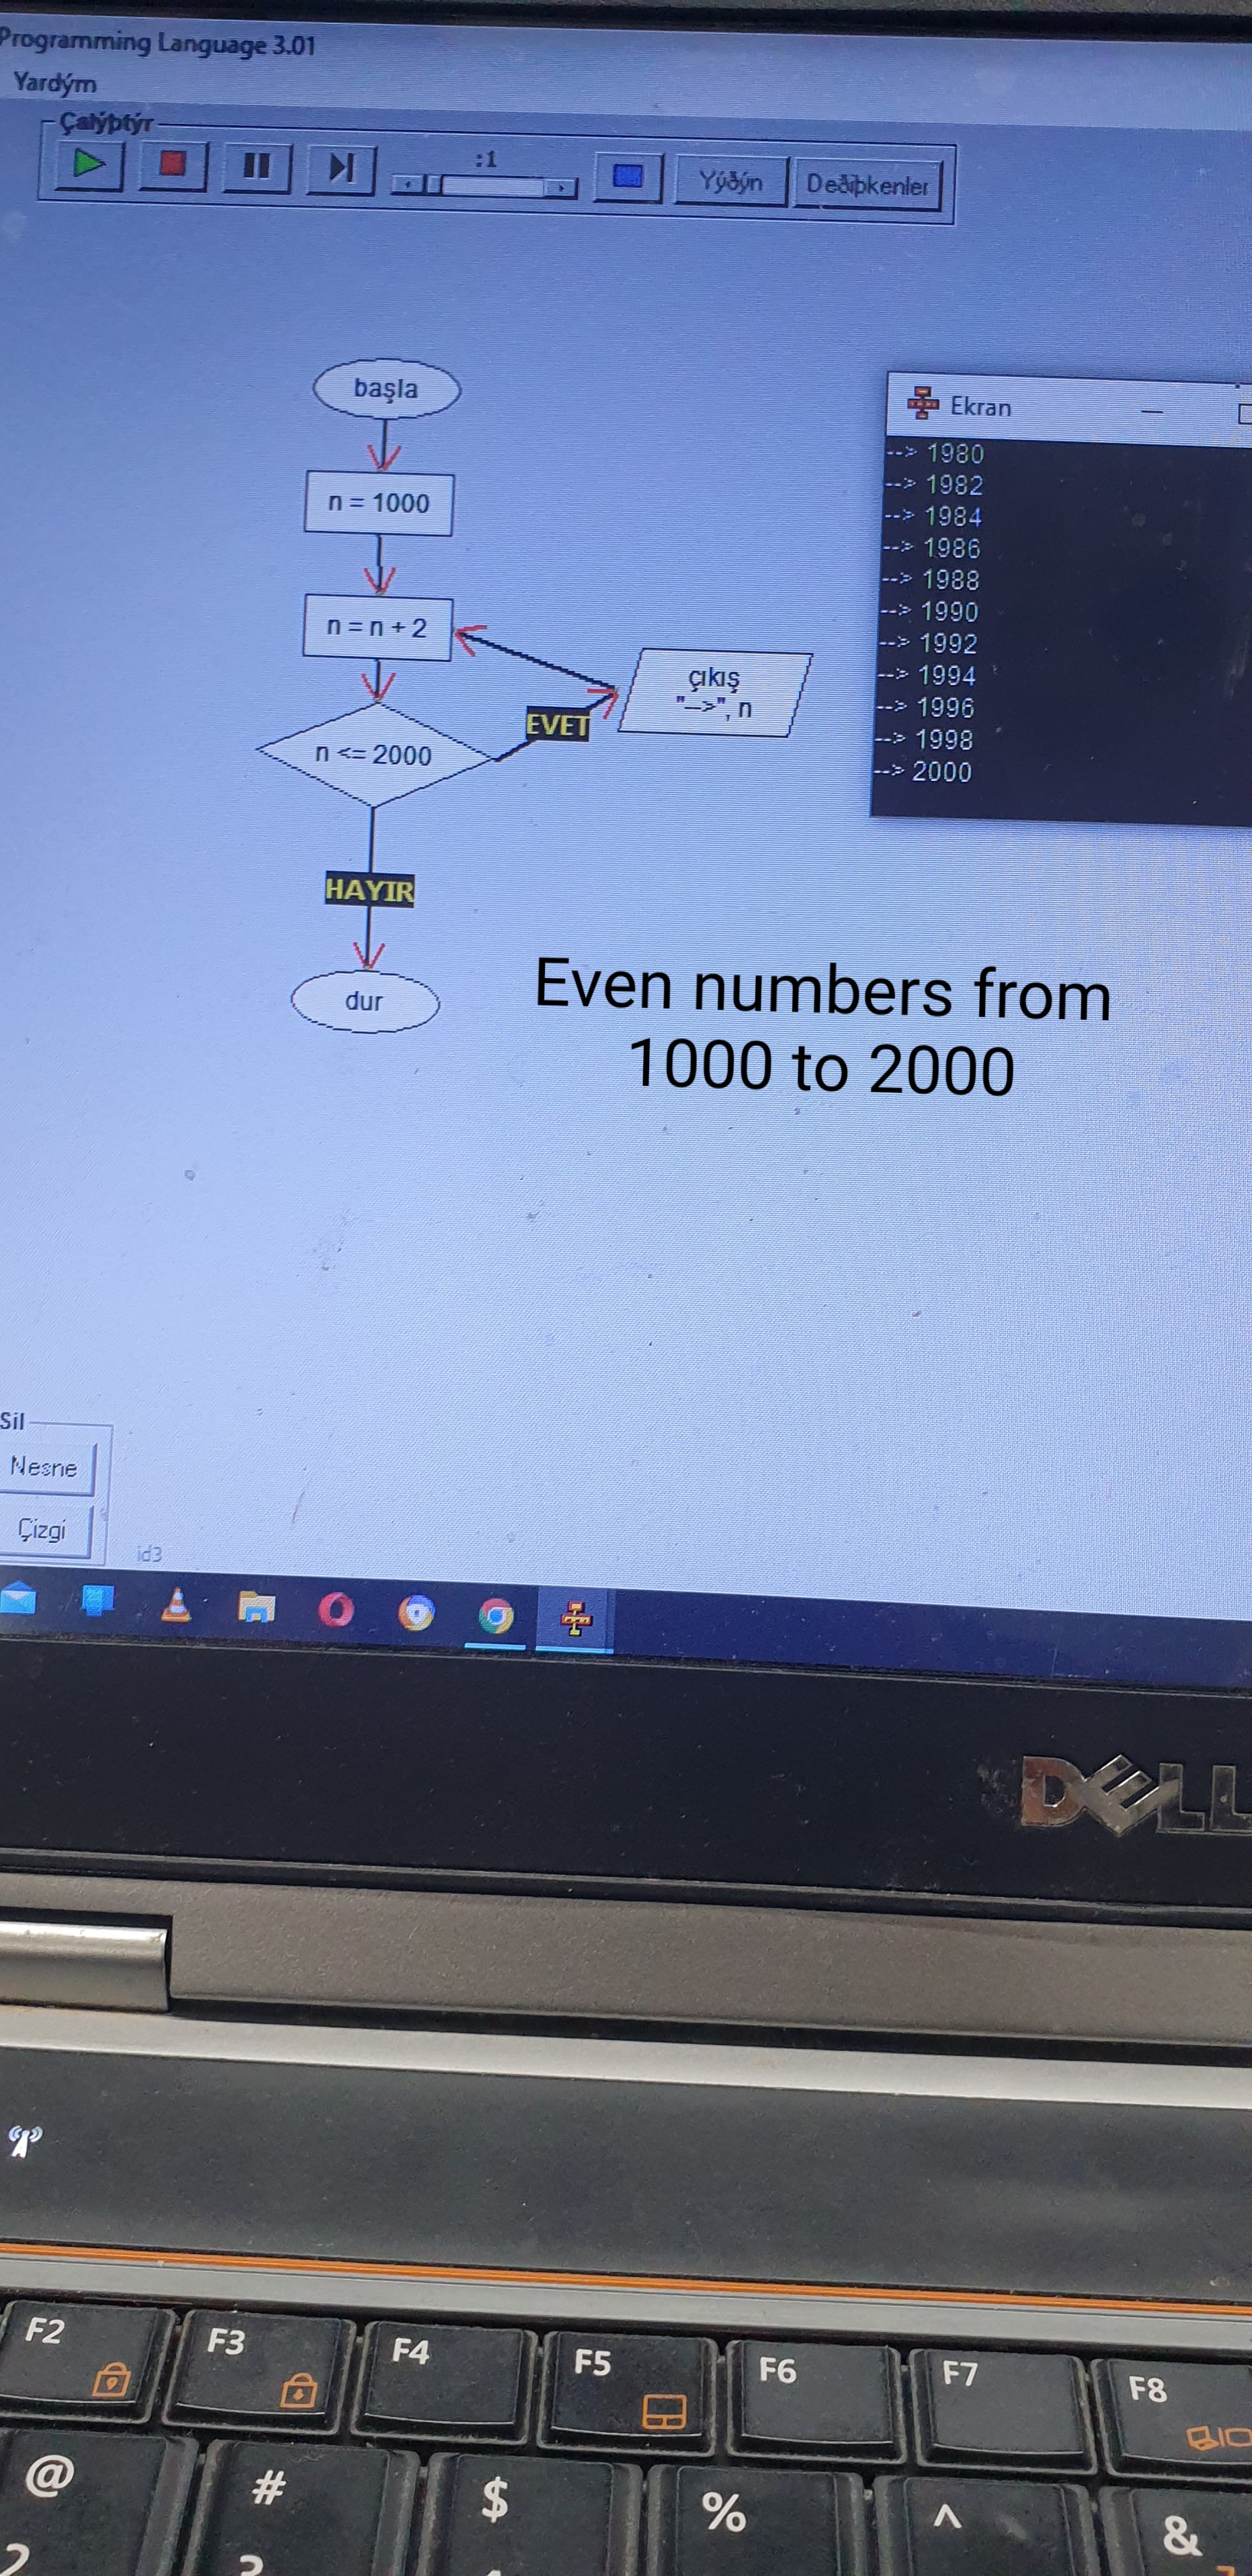 Programming Language 3.01
Yardým
Çalýþtýr
:1
Yýðýn
Deðiþkenler
başla
n = 1000
n = n + 2
n <= 2000
EVET
çıkış
"-->", n
HAYIR
dur
Ekran
--> 1980
--> 1982
--> 1984
--> 1986
--> 1988
--> 1990
--> 1992
--> 1994
--> 1996
--> 1998
--> 2000
Even numbers from
1000 to 2000
Sil
Nesne
Çizgi
id3
DELL
F2
F3
F4
F5
F6
F7
F8
@
#
$
%
^
&
2